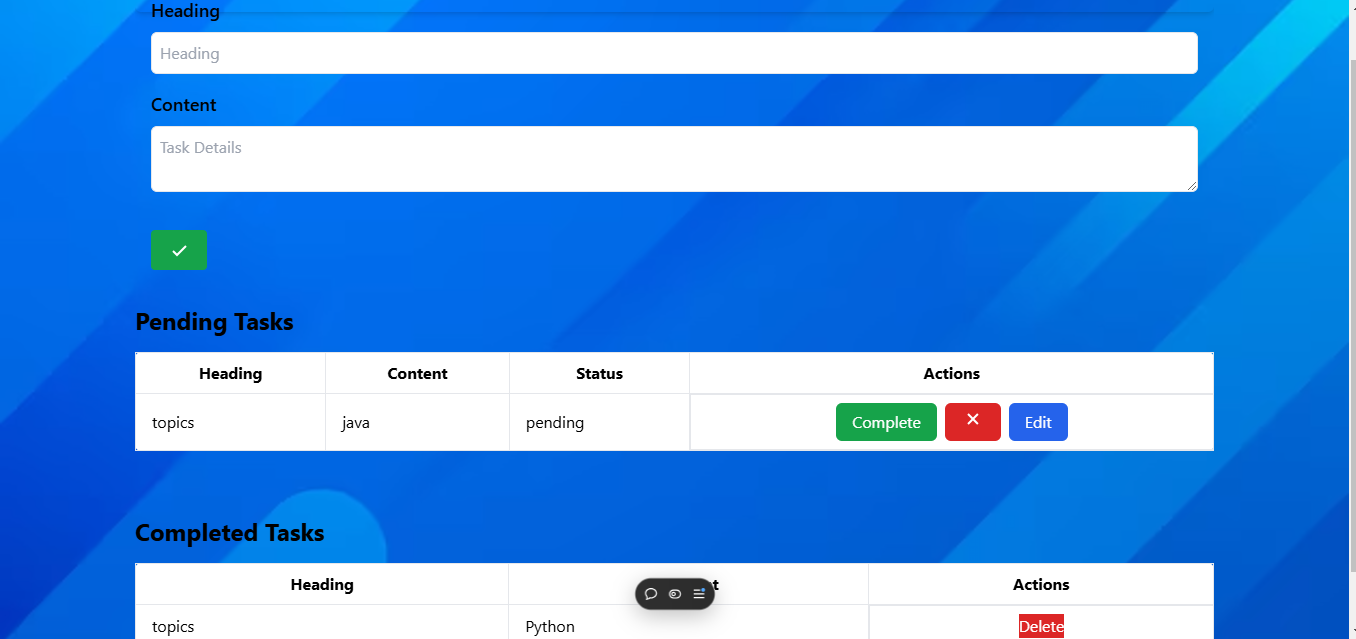 Heading
Heading
Content
Task Details
Pending Tasks
Heading Content Status Actions
topics java pending Complete Edit
Completed Tasks
Heading t Actions
topics Python Delete